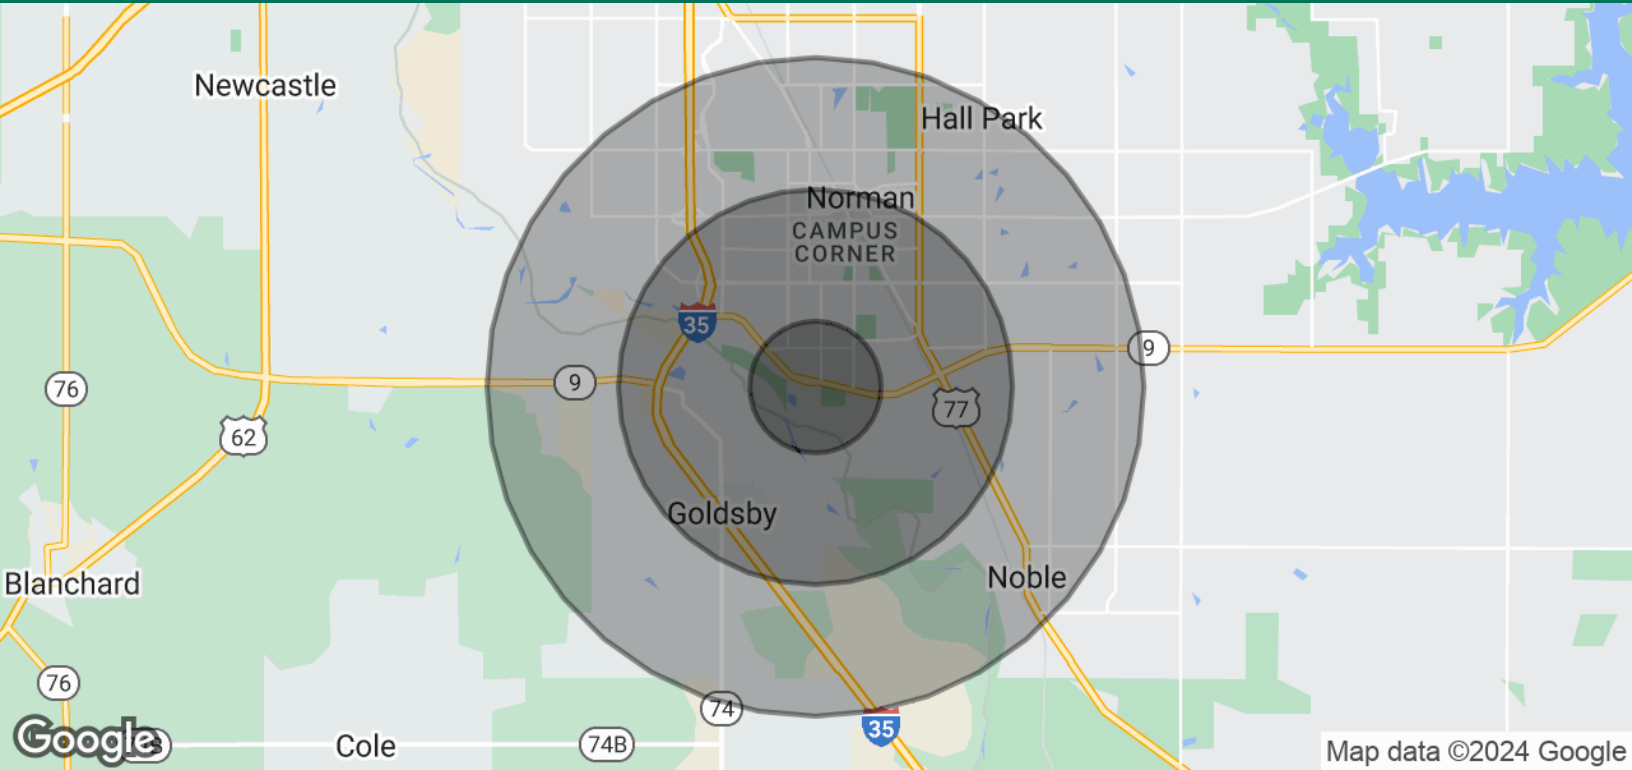 Newcastle
Hall Park
Norman
CAMPUS
CORNER
35
9
9
76
62
77
Goldsby
Blanchard
Noble
76
74
35
Google
Cole
74B
Map data ©2024 Google